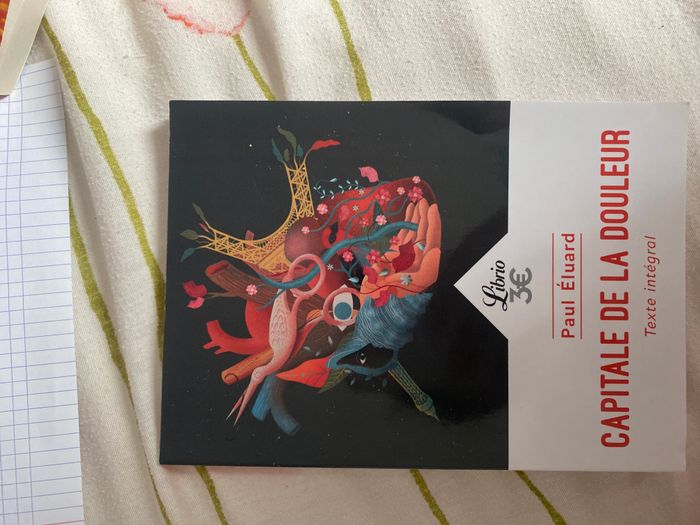 Librio
3€
Paul Éluard
CAPITALE DE LA DOULEUR
Texte intégral